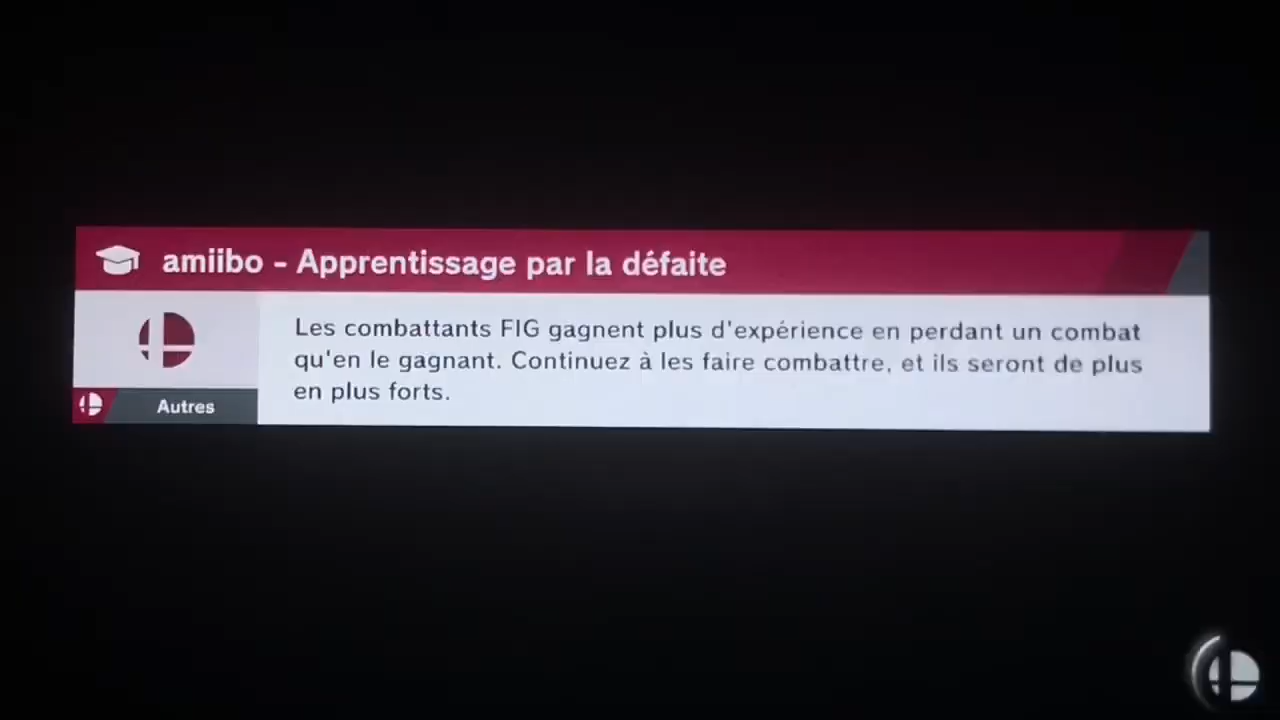 amiibo - Apprentissage par la défaite
Les combattants FIG gagnent plus d'expérience en perdant un combat
qu'en le gagnant. Continuez à les faire combattre, et ils seront de plus
en plus forts.
Autres